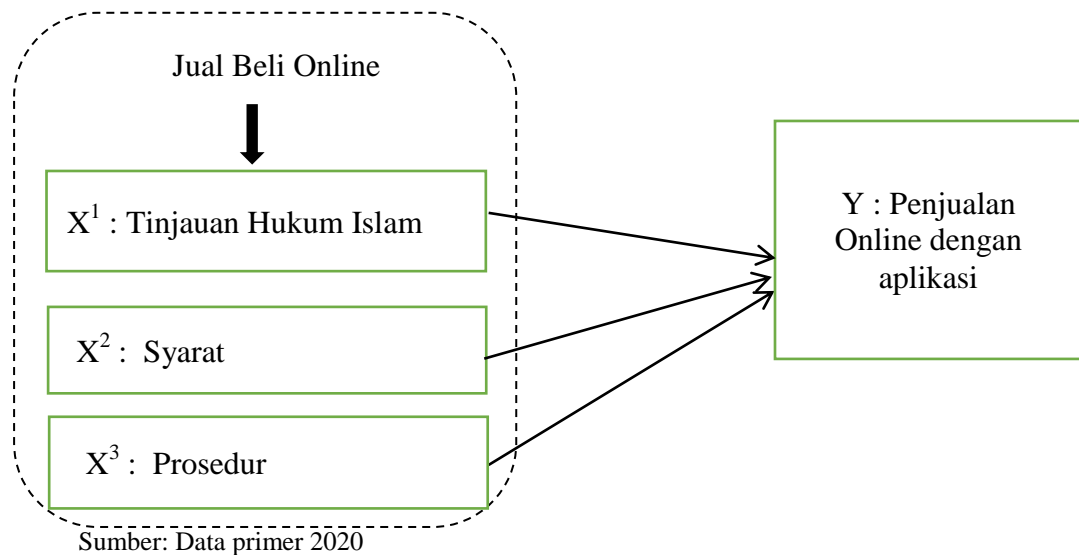 Jual Beli Online
X¹ : Tinjauan Hukum Islam
X² : Syarat
X³ : Prosedur
Y : Penjualan
Online dengan
aplikasi
Sumber: Data primer 2020